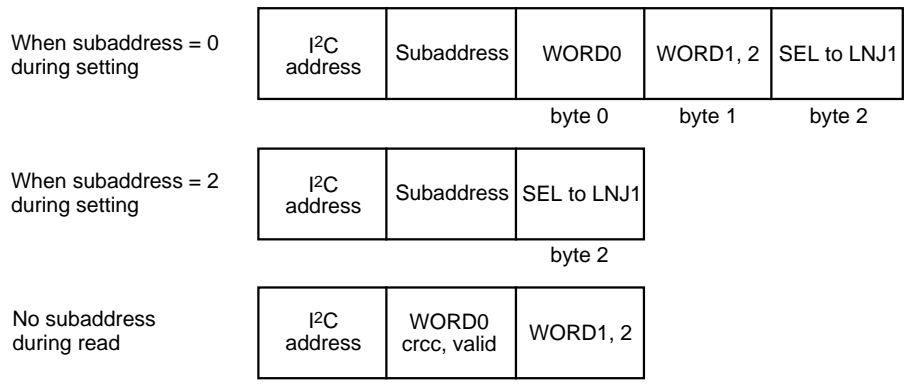 When subaddress = 0
during setting
I2C
address
Subaddress
WORD0
WORD1, 2
SEL to LNJ1
byte 0
byte 1
byte 2
When subaddress = 2
during setting
I2C
address
Subaddress
SEL to LNJ1
byte 2
No subaddress
during read
I2C
address
WORD0
crcc, valid
WORD1, 2